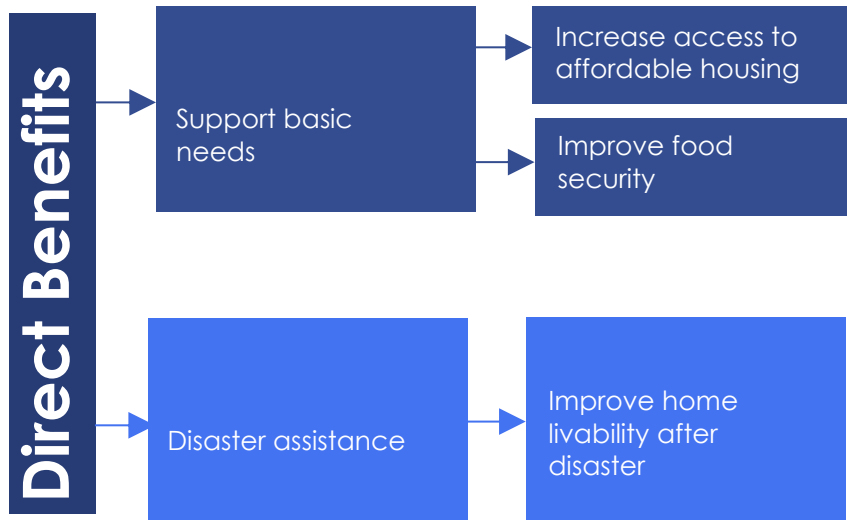 Direct Benefits
Support basic
needs
Increase access to
affordable housing
Improve food
security
Disaster assistance
Improve home
livability after
disaster